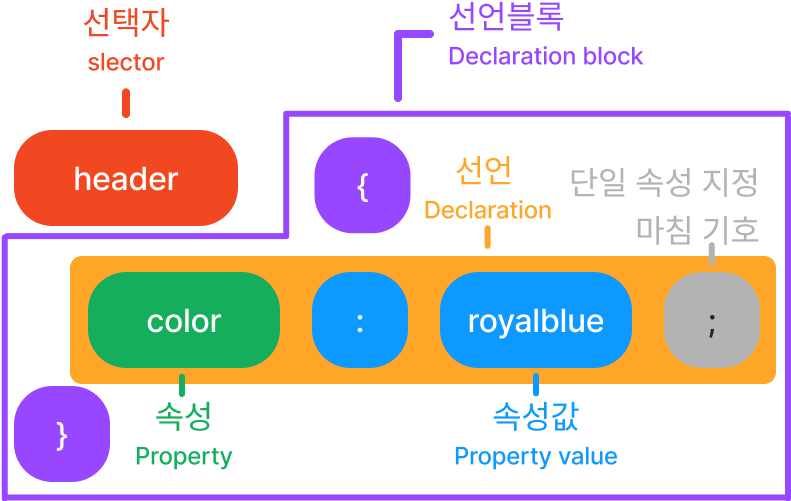 선택자
slector
선언블록
Declaration block
header
{
선언
Declaration
단일 속성 지정
마침 기호
color
:
royalblue
;
}
속성
Property
속성값
Property value